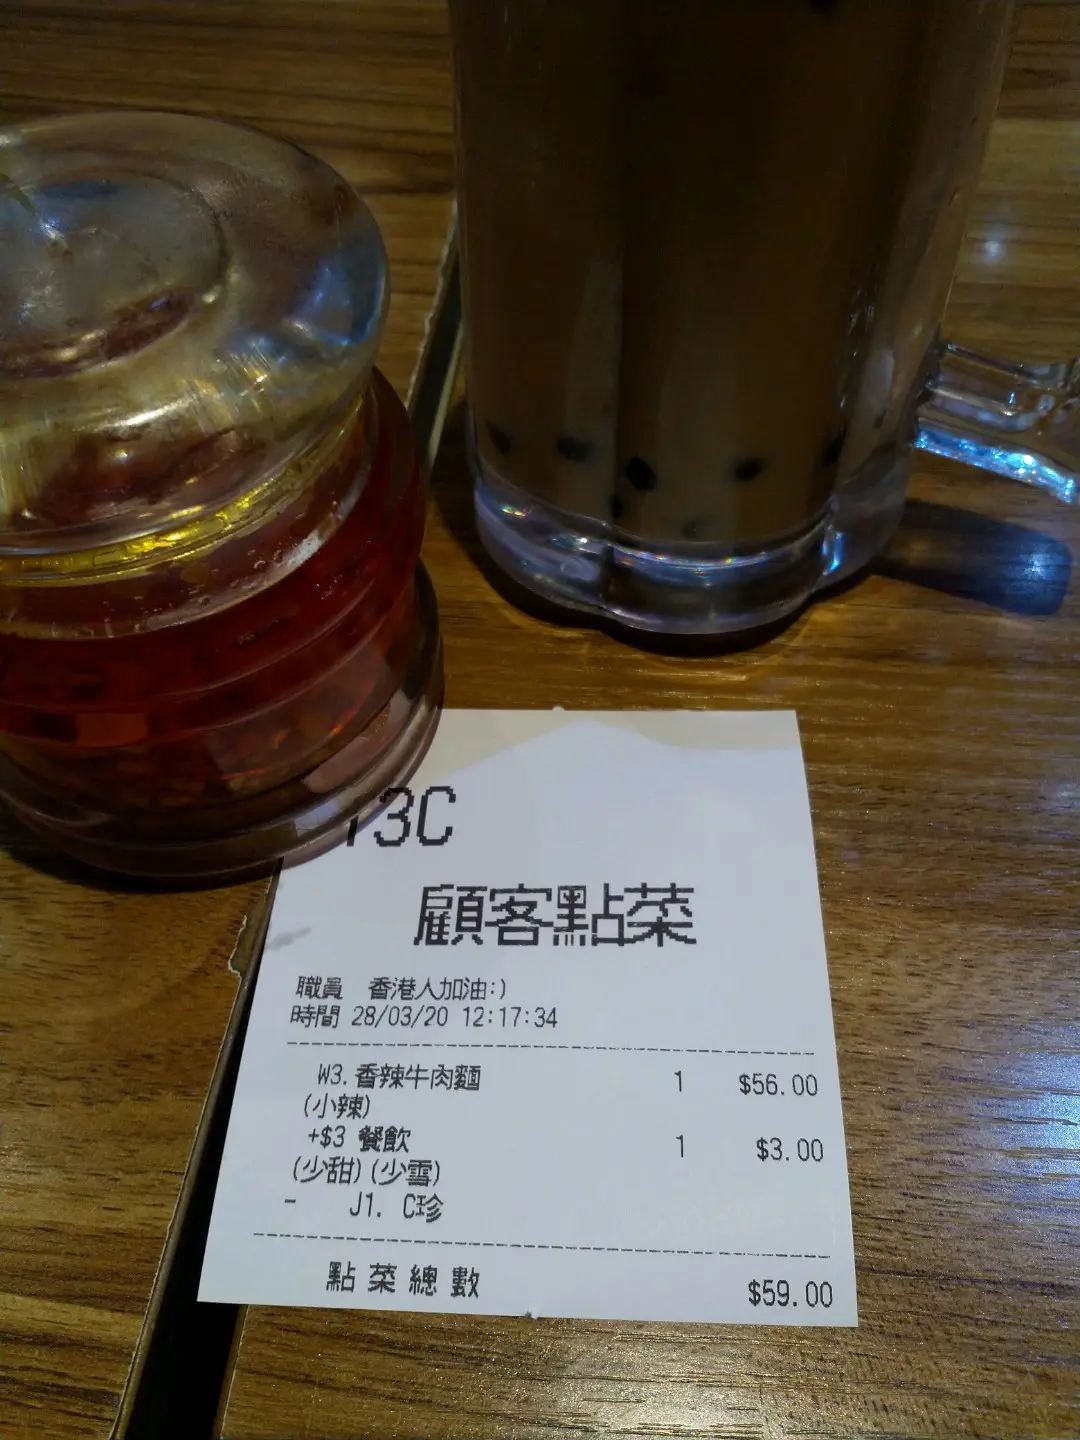 3C
顧客點菜
職員 香港人加油:)
時間 28/03/20 12:17:34
W3.香辣牛肉麵 1 $56.00
(小辣)
+$3 餐飲 1 $3.00
(少甜)(少雪)
- J1. C珍
點菜總數 $59.00